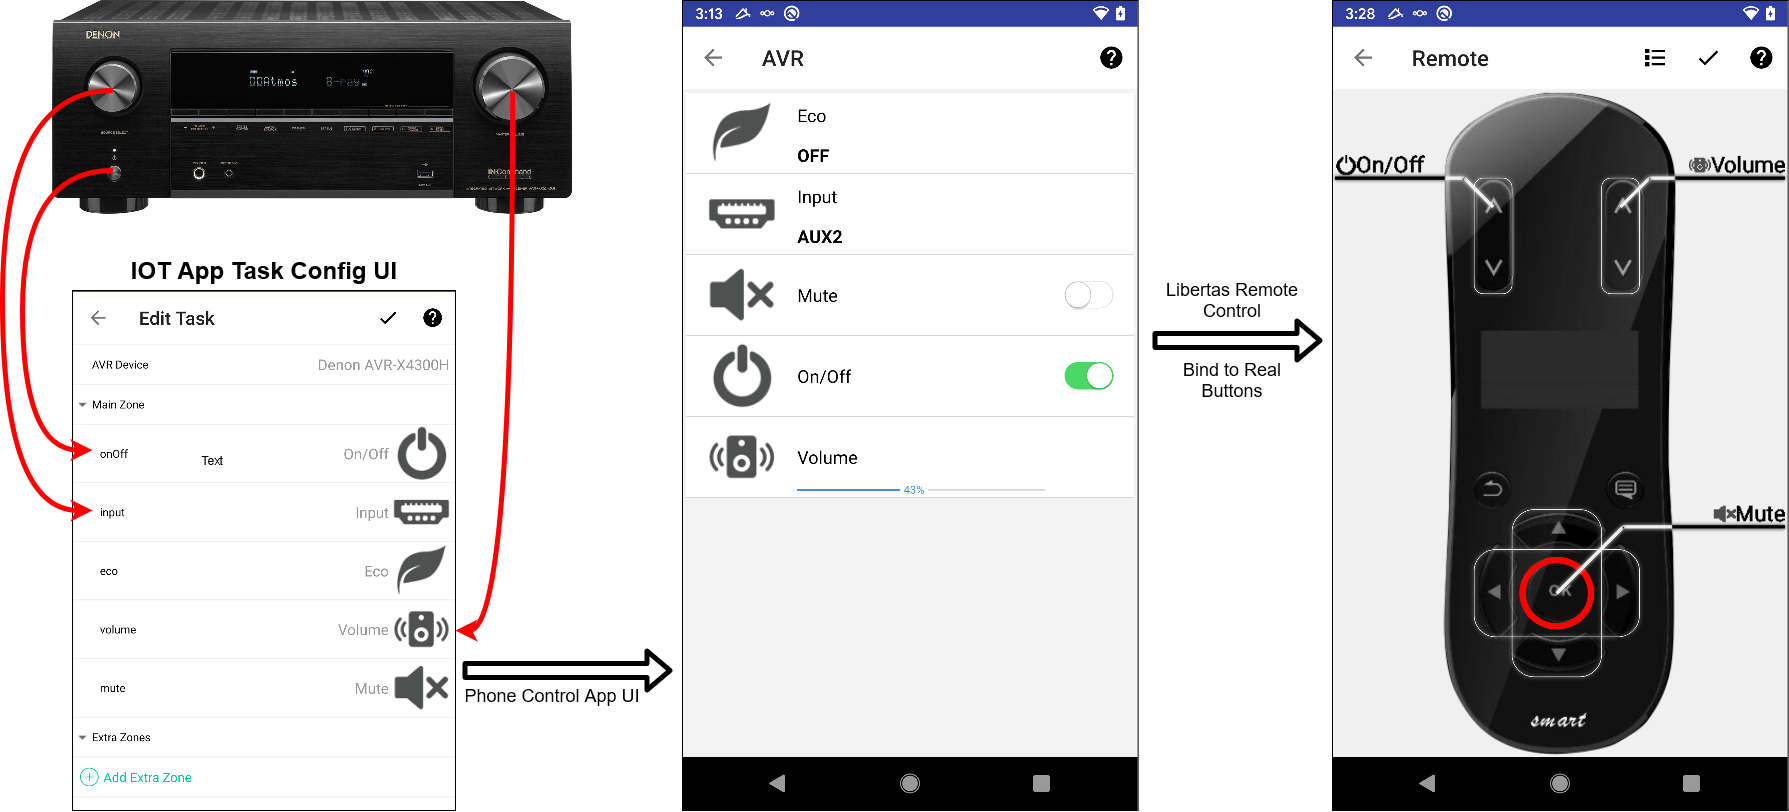 DENON
SOURCE SELECT
Atmos
IOT App Task Config UI
Edit Task
AVR Device
Denon AVR-X4300H
Main Zone
onOff
Text
On/Off
input
Input
eco
Eco
volume
Volume
mute
Mute
Extra Zones
Add Extra Zone
Phone Control App UI
3:13
AVR
Eco
OFF
Input
AUX2
Mute
On/Off
Volume
43%
Libertas Remote
Control
Bind to Real
Buttons
3:28
Remote
On/Off
Volume
Mute
OK
smart